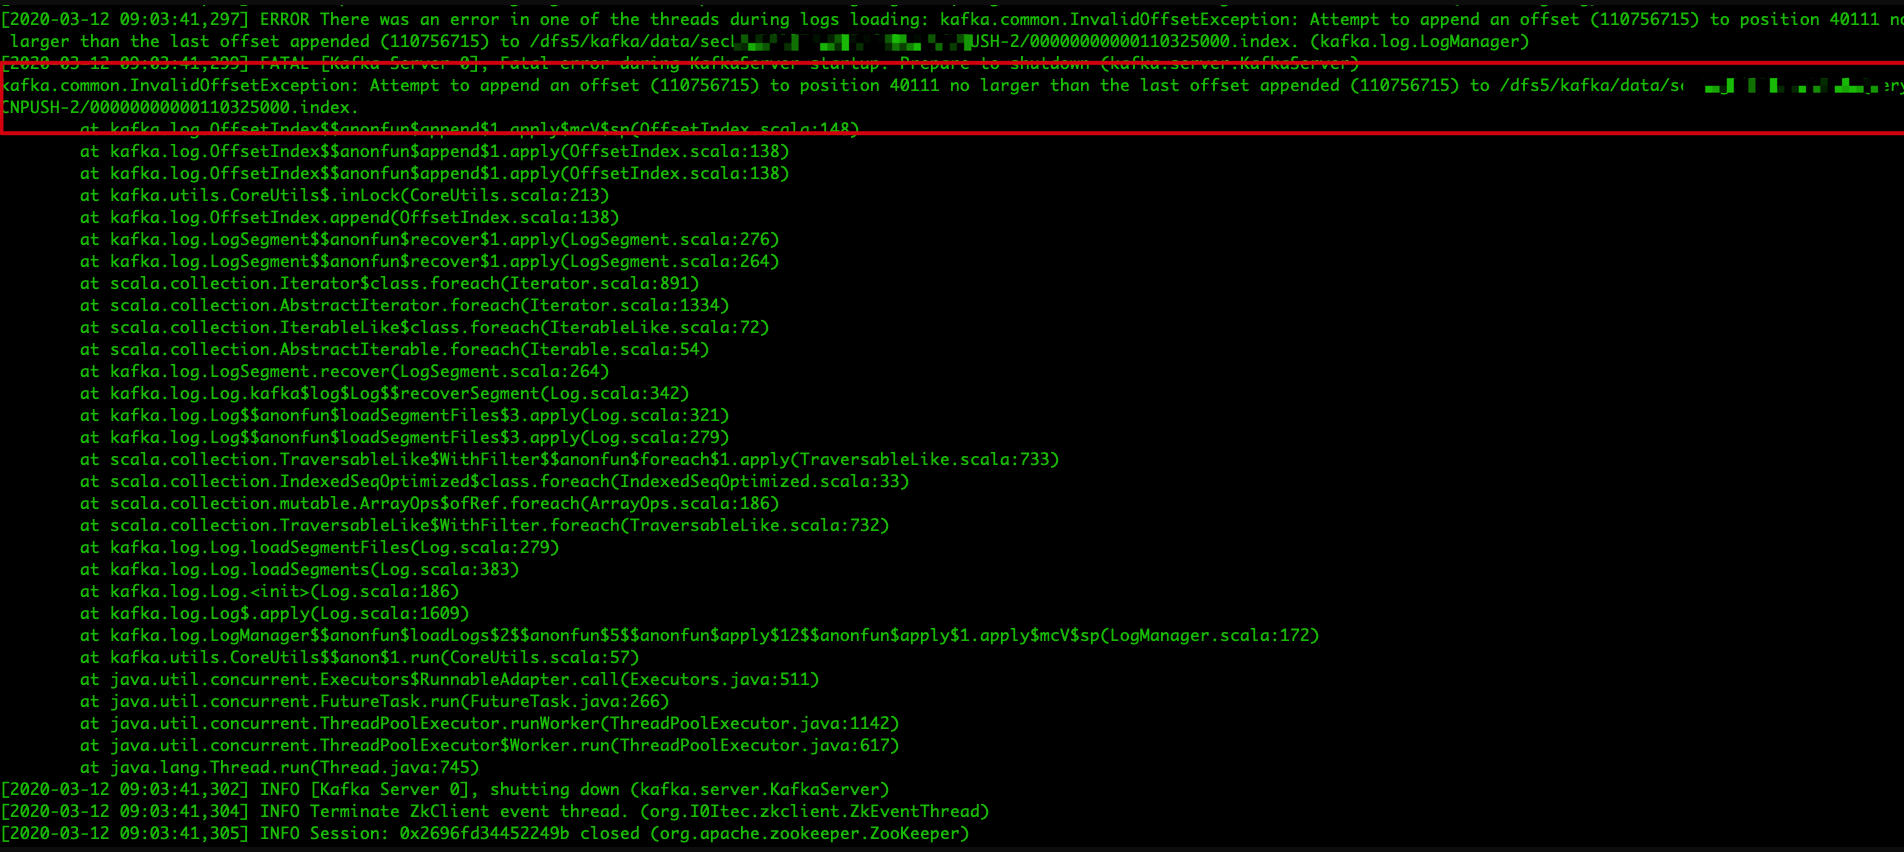 [2020-03-12 09:03:41,297] ERROR There was an error in one of the threads during logs loading: kafka.common.InvalidOffsetException: Attempt to append an offset (110756715) to position 40111 no
larger than the last offset appended (110756715) to /dfs5/kafka/data/sec USH-2/00000000000110325000.index. (kafka.log.LogManager)
[2020-03-12 09:03:41,299] FATAL [Kafka Server 0], Fatal error during KafkaServer startup. Prepare to shutdown (kafka.server.KafkaServer)
kafka.common.InvalidOffsetException: Attempt to append an offset (110756715) to position 40111 no larger than the last offset appended (110756715) to /dfs5/kafka/data/se ery
CNPUSH-2/00000000000110325000.index.
at kafka.log.OffsetIndex$$anonfun$append$1.apply$mcV$sp(OffsetIndex.scala:148)
at kafka.log.OffsetIndex$$anonfun$append$1.apply(OffsetIndex.scala:138)
at kafka.log.OffsetIndex$$anonfun$append$1.apply(OffsetIndex.scala:138)
at kafka.utils.CoreUtils$.inLock(CoreUtils.scala:213)
at kafka.log.OffsetIndex.append(OffsetIndex.scala:138)
at kafka.log.LogSegment$$anonfun$recover$1.apply(LogSegment.scala:276)
at kafka.log.LogSegment$$anonfun$recover$1.apply(LogSegment.scala:264)
at scala.collection.Iterator$class.foreach(Iterator.scala:891)
at scala.collection.AbstractIterator.foreach(Iterator.scala:1334)
at scala.collection.IterableLike$class.foreach(IterableLike.scala:72)
at scala.collection.AbstractIterable.foreach(Iterable.scala:54)
at kafka.log.LogSegment.recover(LogSegment.scala:264)
at kafka.log.Log.kafka$log$Log$$recoverSegment(Log.scala:342)
at kafka.log.Log$$anonfun$loadSegmentFiles$3.apply(Log.scala:321)
at kafka.log.Log$$anonfun$loadSegmentFiles$3.apply(Log.scala:279)
at scala.collection.TraversableLike$WithFilter$$anonfun$foreach$1.apply(TraversableLike.scala:733)
at scala.collection.IndexedSeqOptimized$class.foreach(IndexedSeqOptimized.scala:33)
at scala.collection.mutable.ArrayOps$ofRef.foreach(ArrayOps.scala:186)
at scala.collection.TraversableLike$WithFilter.foreach(TraversableLike.scala:732)
at kafka.log.Log.loadSegmentFiles(Log.scala:279)
at kafka.log.Log.loadSegments(Log.scala:383)
at kafka.log.Log.<init>(Log.scala:186)
at kafka.log.Log$.apply(Log.scala:1609)
at kafka.log.LogManager$$anonfun$loadLogs$2$$anonfun$5$$anonfun$apply$12$$anonfun$apply$1.apply$mcV$sp(LogManager.scala:172)
at kafka.utils.CoreUtils$$anon$1.run(CoreUtils.scala:57)
at java.util.concurrent.Executors$RunnableAdapter.call(Executors.java:511)
at java.util.concurrent.FutureTask.run(FutureTask.java:266)
at java.util.concurrent.ThreadPoolExecutor.runWorker(ThreadPoolExecutor.java:1142)
at java.util.concurrent.ThreadPoolExecutor$Worker.run(ThreadPoolExecutor.java:617)
at java.lang.Thread.run(Thread.java:745)
[2020-03-12 09:03:41,302] INFO [Kafka Server 0], shutting down (kafka.server.KafkaServer)
[2020-03-12 09:03:41,304] INFO Terminate ZkClient event thread. (org.I0Itec.zkclient.ZkEventThread)
[2020-03-12 09:03:41,305] INFO Session: 0x2696fd34452249b closed (org.apache.zookeeper.ZooKeeper)